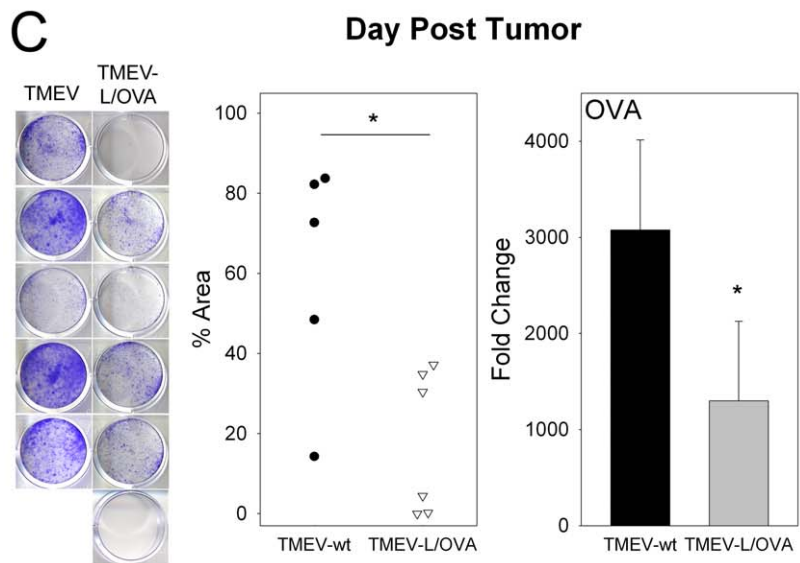 C
Day Post Tumor
TMEV
TMEV-
L/OVA
% Area
100
80
60
40
20
0
*
TMEV-wt TMEV-L/OVA
Fold Change
4000
3000
2000
1000
0
OVA
*
TMEV-wt TMEV-L/OVA